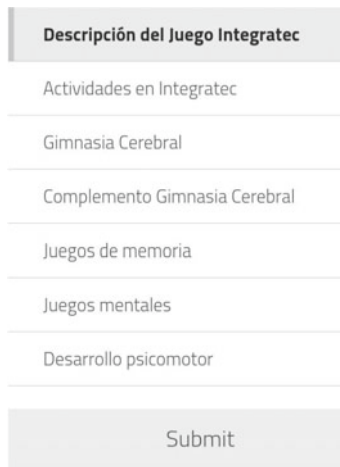 Descripción del Juego Integratec
Actividades en Integratec
Gimnasia Cerebral
Complemento Gimnasia Cerebral
Juegos de memoria
Juegos mentales
Desarrollo psicomotor
Submit